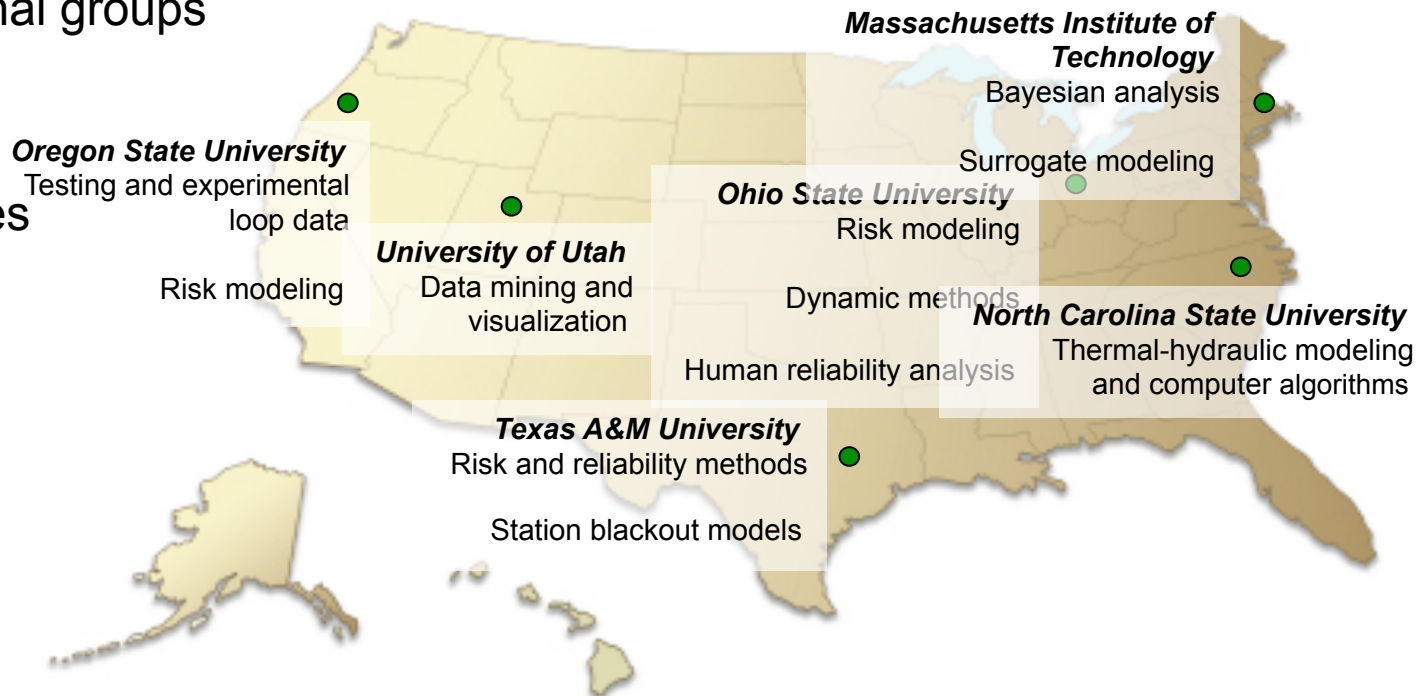 nal groups
Massachusetts Institute of
Technology
Bayesian analysis
Surrogate modeling
Oregon State University
Testing and experimental
loop data
Risk modeling
es
University of Utah
Data mining and
visualization
Ohio State University
Risk modeling
Dynamic methods
Human reliability analysis
North Carolina State University
Thermal-hydraulic modeling
and computer algorithms
Texas A&M University
Risk and reliability methods
Station blackout models